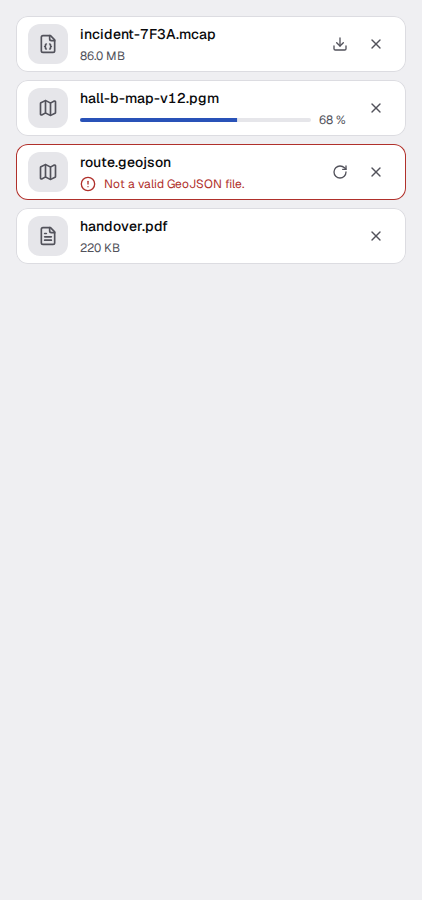 incident-7F3A.mcap
86.0 MB
hall-b-map-v12.pgm
68 %
route.geojson
Not a valid GeoJSON file.
handover.pdf
220 KB